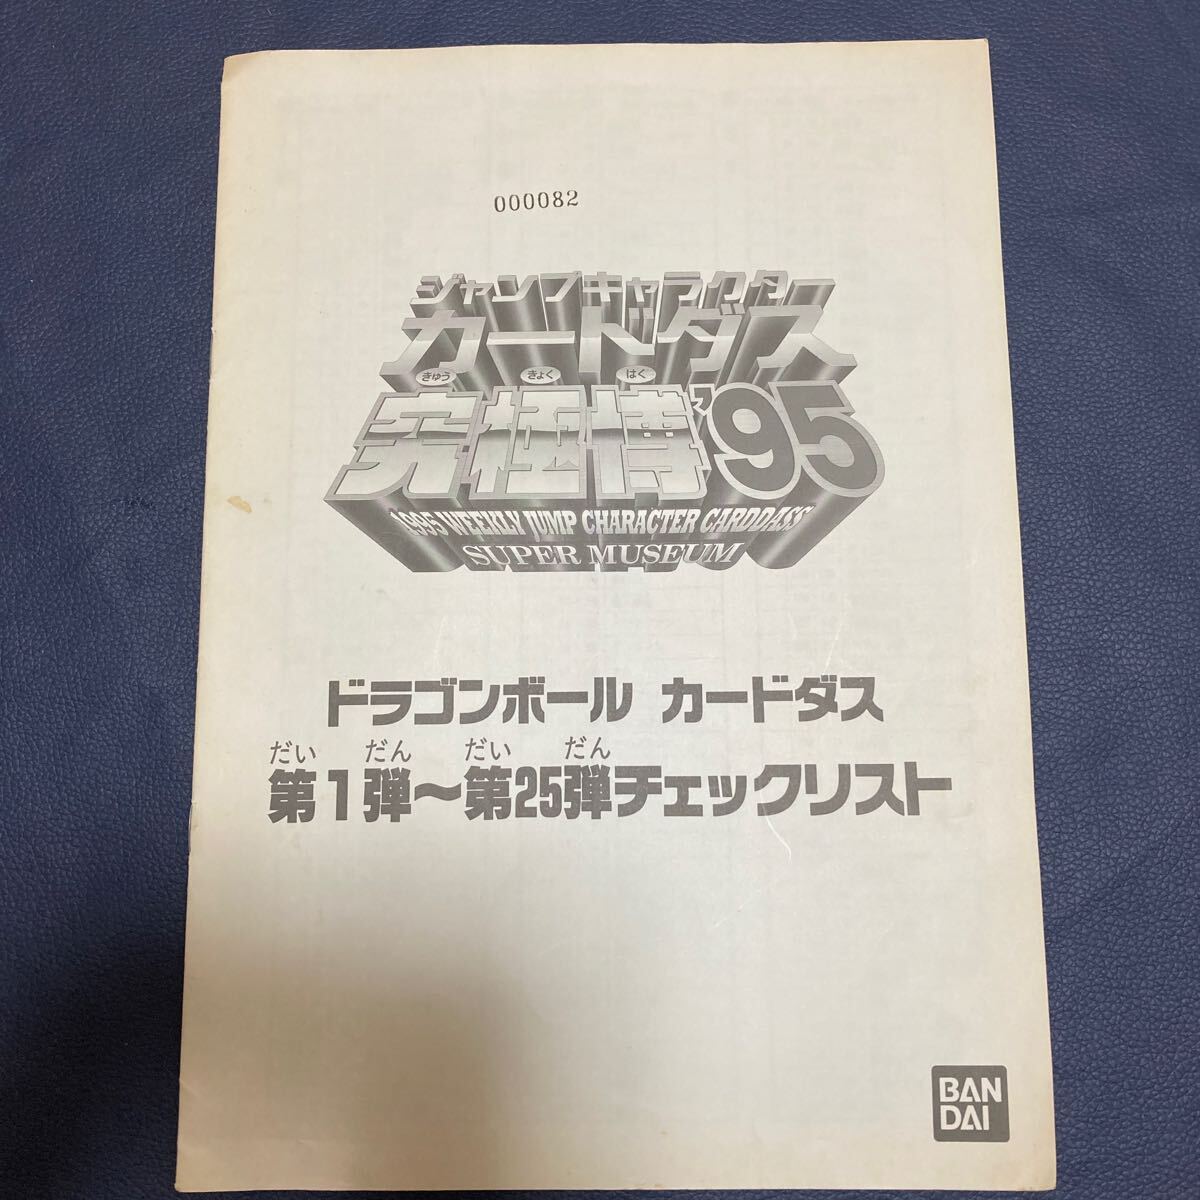 000082
ジャンプキャラクター
カードダス
きゅう きょく はく
究極博 '95
1995 WEEKLY JUMP CHARACTER CARDDASS
SUPER MUSEUM
ドラゴンボール カードダス
だい だん だい だん
第1弾～第25弾チェックリスト
BAN
DAI